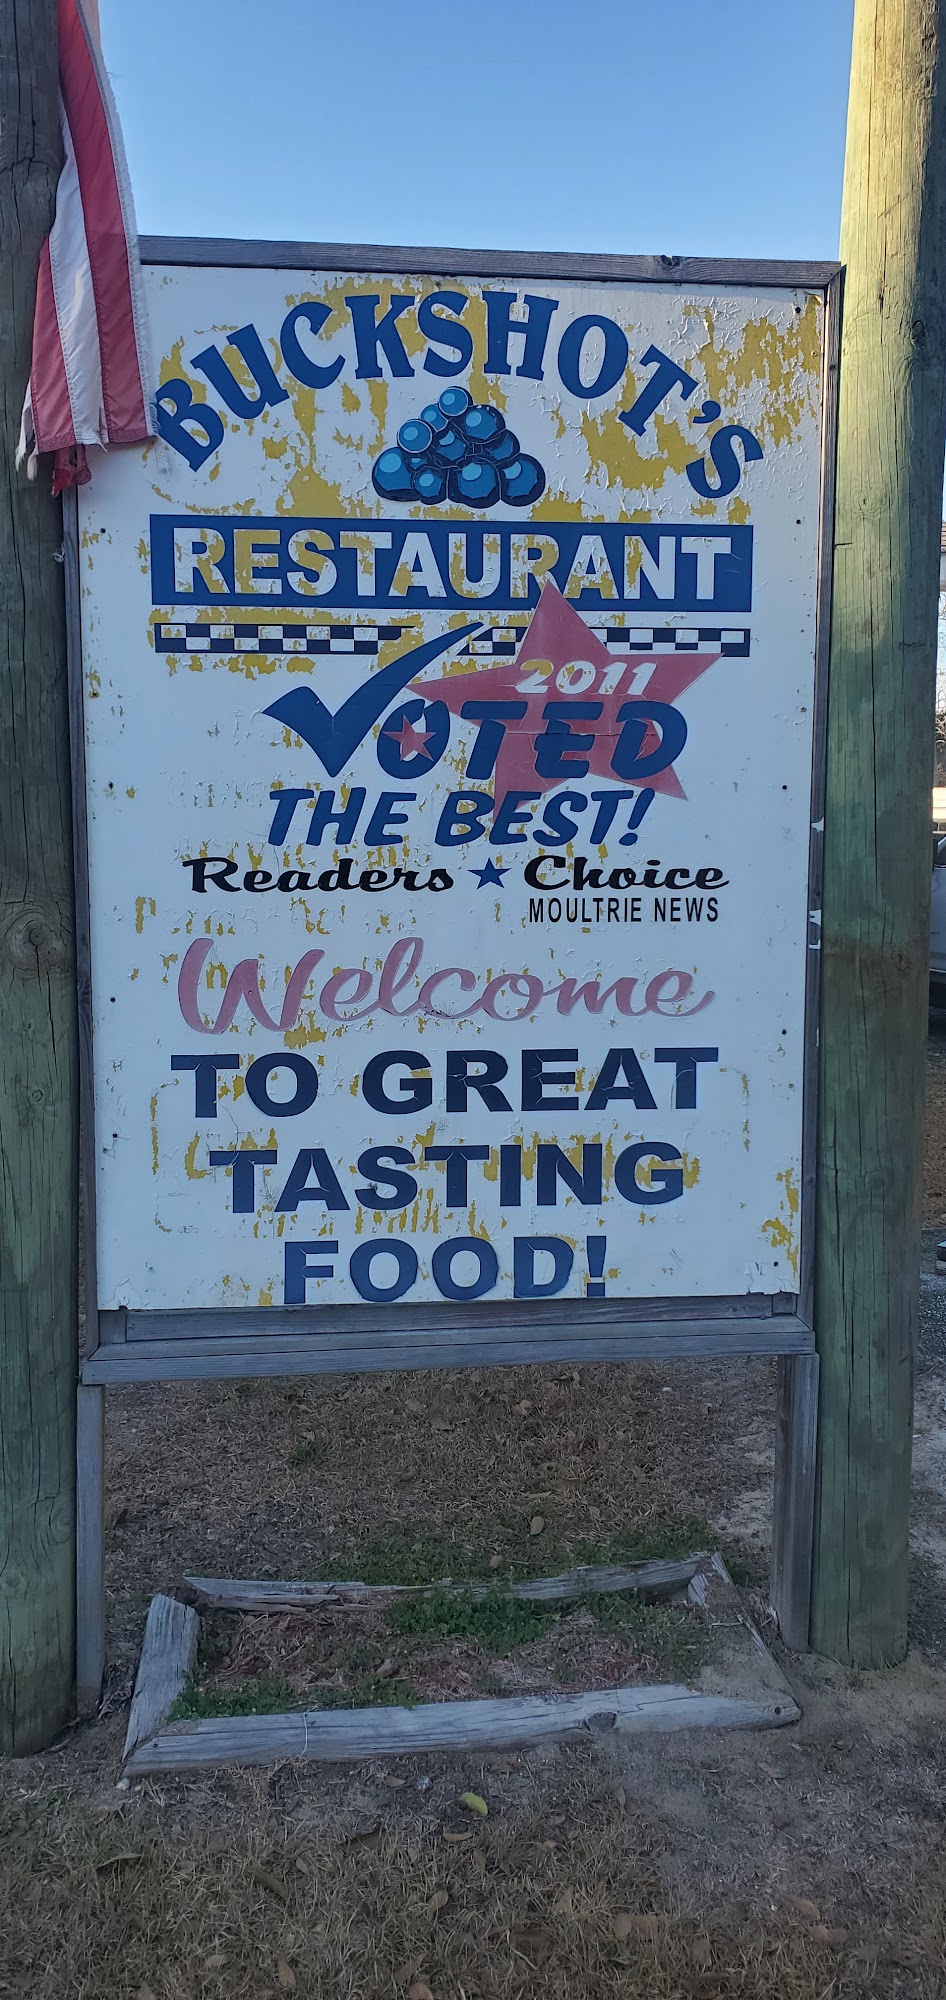 BUCKSHOT'S
RESTAURANT
2011
VOTED
THE BEST!
Readers ★ Choice
MOULTRIE NEWS
Welcome
TO GREAT
TASTING
FOOD!